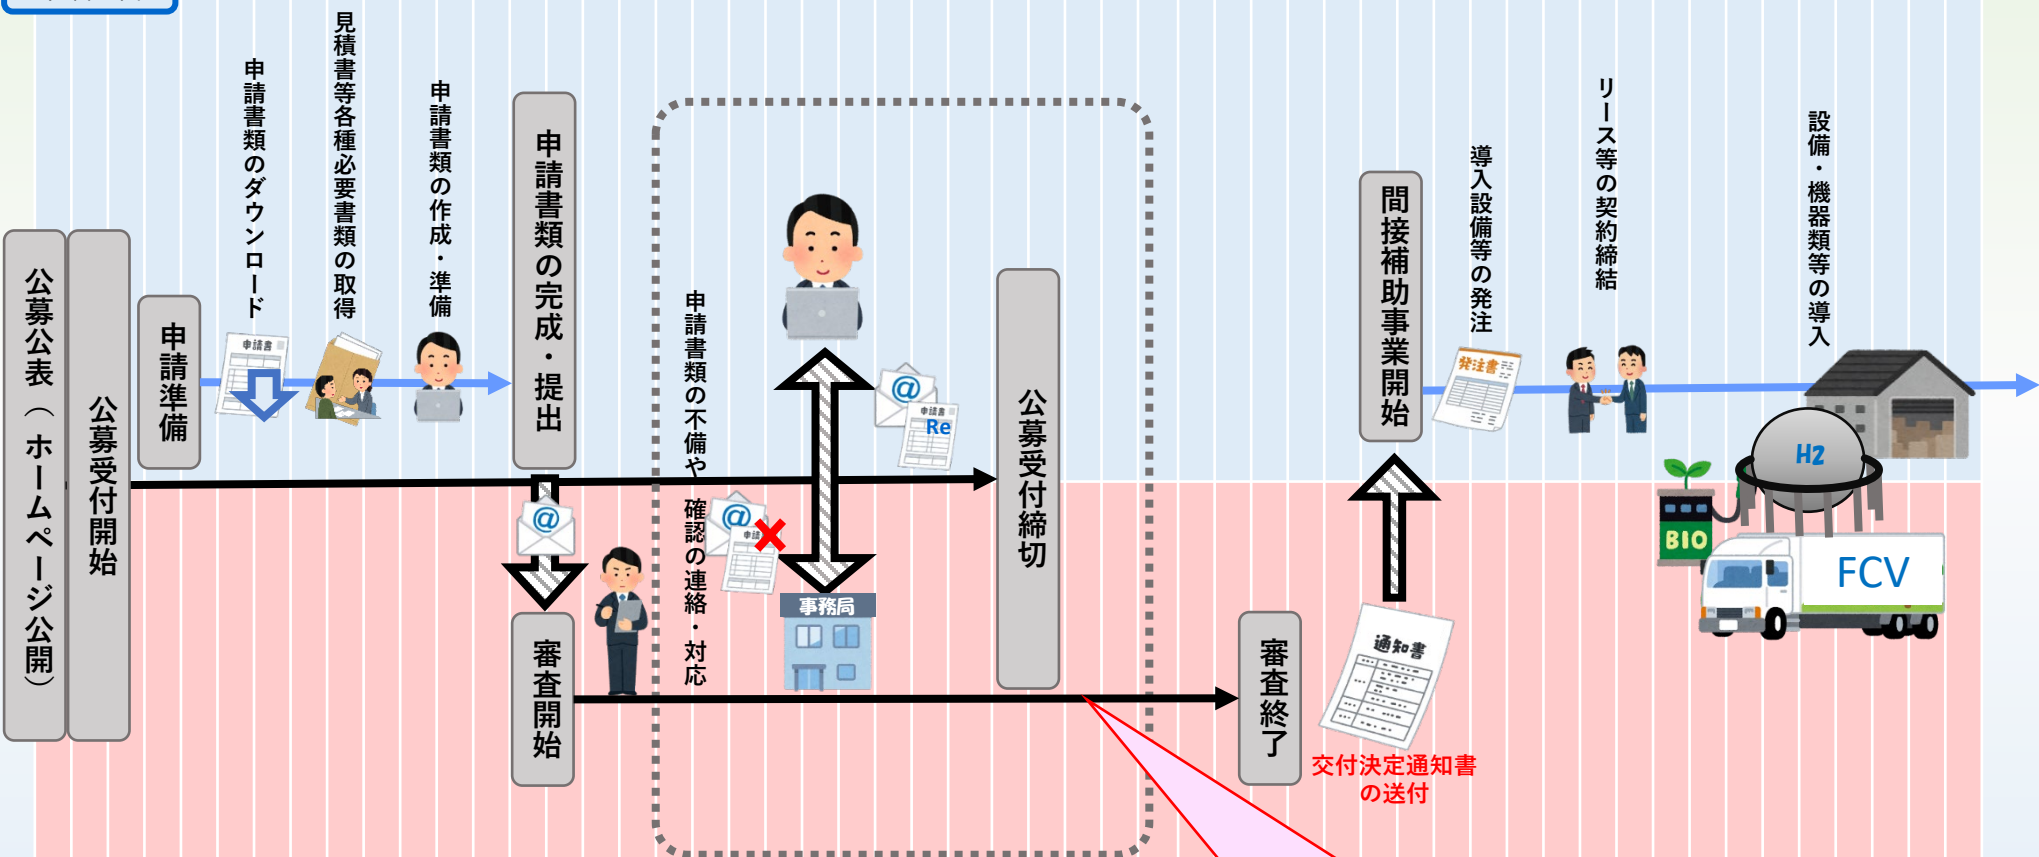 公募公表（ホームページ公開）
公募受付開始
申請準備
申請書類のダウンロード
申請書
見積書等各種必要書類の取得
申請書類の作成・準備
申請書類の完成・提出
@
審査開始
申請書類の不備や 確認の連絡・対応
@
@
申請書
Re
事務局
公募受付締切
審査終了
通知書
交付決定通知書
の送付
間接補助事業開始
導入設備等の発注
発注書
リース等の契約締結
設備・機器類等の導入
H2
BIO
FCV